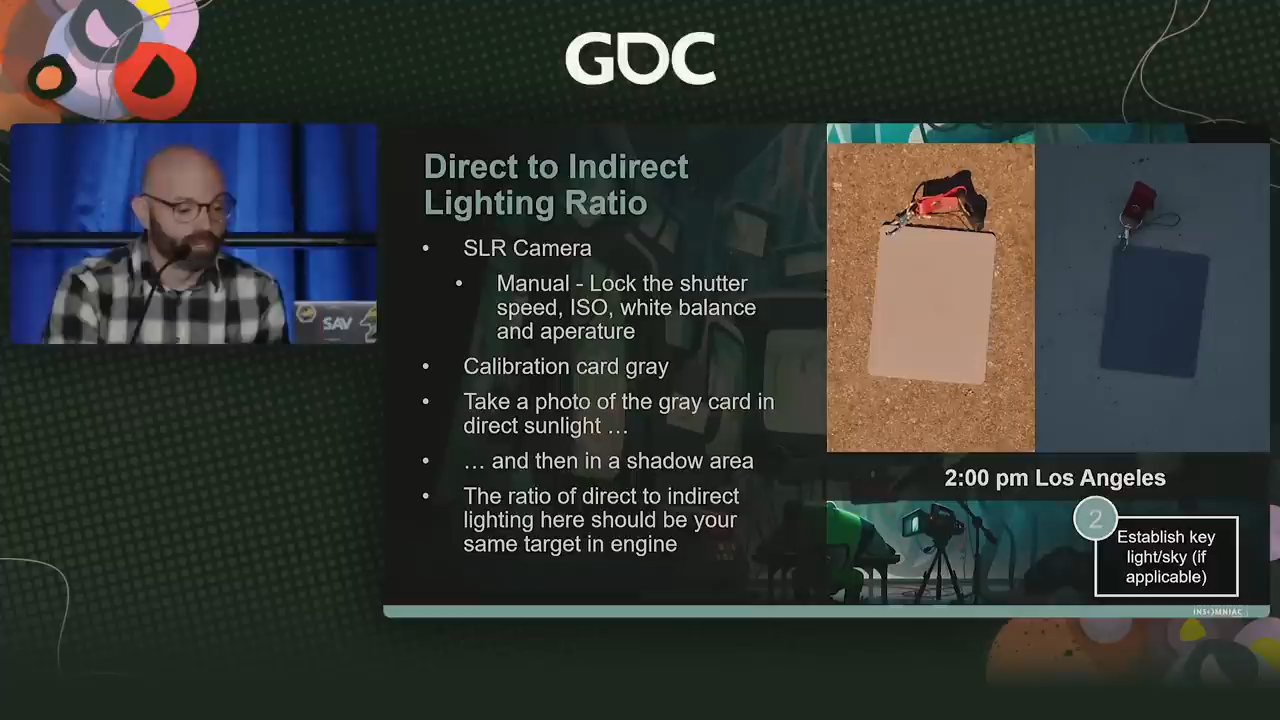 GDC
SAV
Direct to Indirect
Lighting Ratio
• SLR Camera
• Manual - Lock the shutter
speed, ISO, white balance
and aperature
• Calibration card gray
• Take a photo of the gray card in
direct sunlight …
• … and then in a shadow area
• The ratio of direct to indirect
lighting here should be your
same target in engine
2:00 pm Los Angeles
2
Establish key
light/sky (if
applicable)
INSOMNIAC